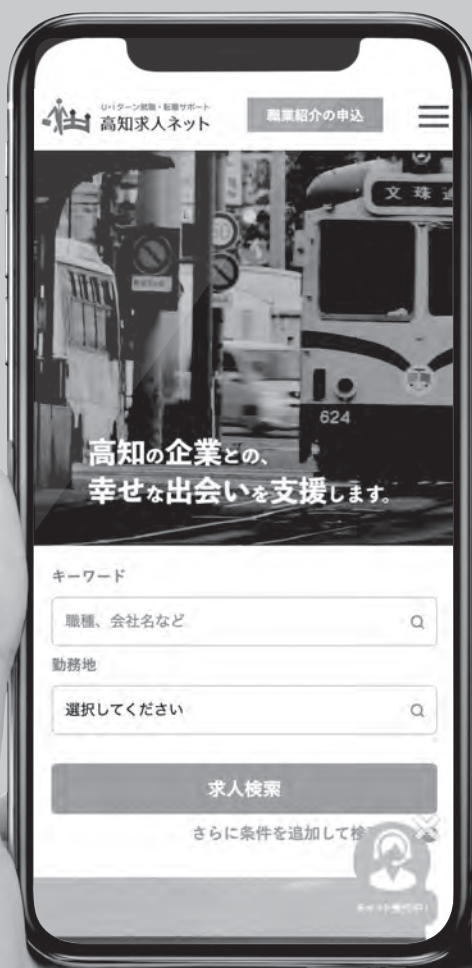 U・Iターン就職・転職サポート
高知求人ネット
職業紹介の申込
文珠
50
624
高知の企業との、
幸せな出会いを支援します。
キーワード
職種、会社名など
勤務地
選択してください
求人検索
さらに条件を追加して検